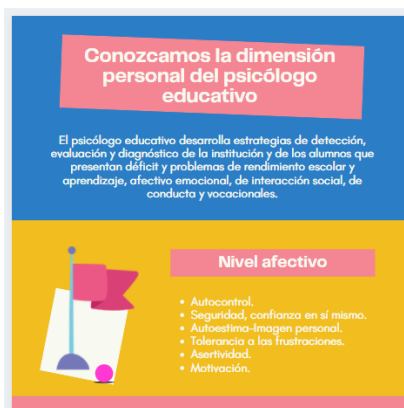 Conozcamos la dimensión
personal del psicólogo
educativo
El psicólogo educativo desarrolla estrategias de detección,
evaluación y diagnóstico de la institución y de los alumnos que
presentan déficit y problemas de rendimiento escolar y
aprendizaje, afectivo emocional, de interacción social, de
conducta y vocacionales.
Nivel afectivo
• Autocontrol.
• Seguridad, confianza en sí mismo.
• Autoestima-Imagen personal.
• Tolerancia a las frustraciones.
• Asertividad.
• Motivación.